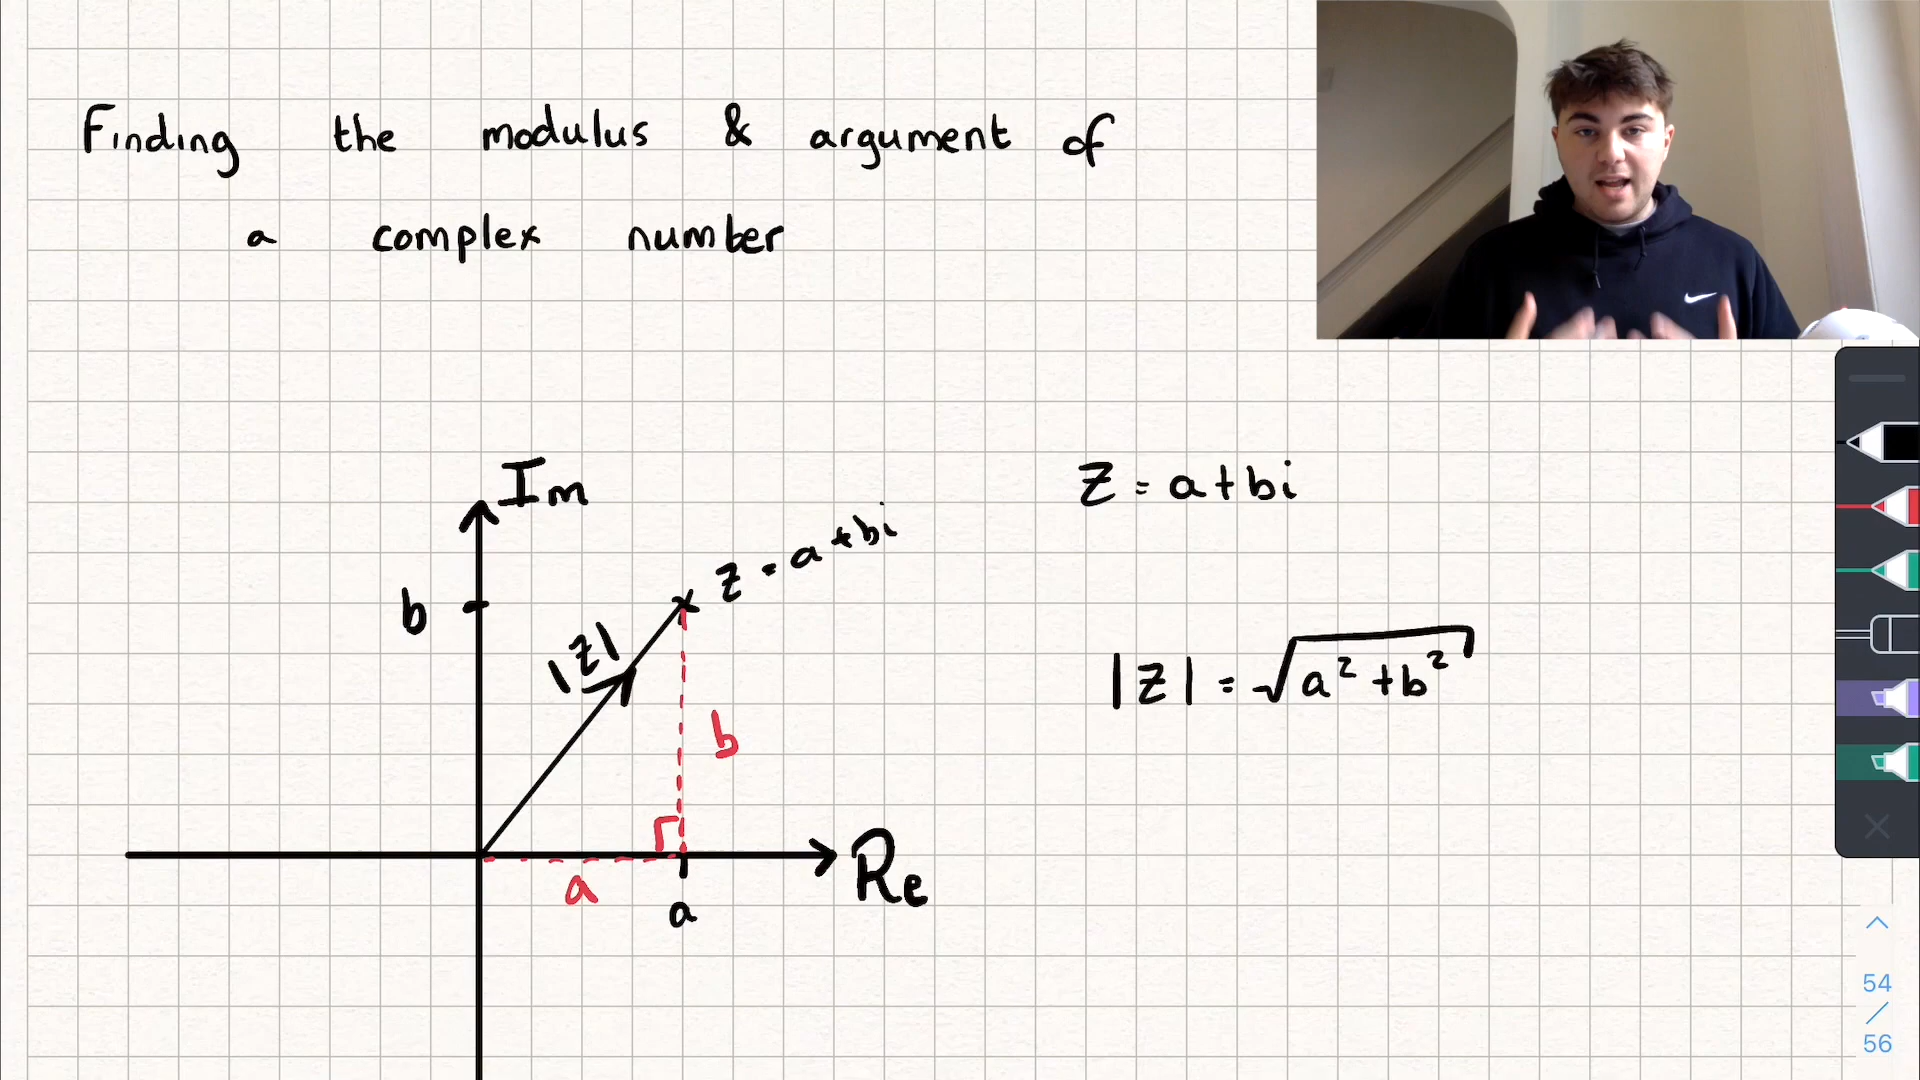 Finding the modulus & argument of
a complex number
Im
z = a + bi
b
|z|
b
a
a
Re
z = a + bi
|z| = √a² + b²
54
/
56